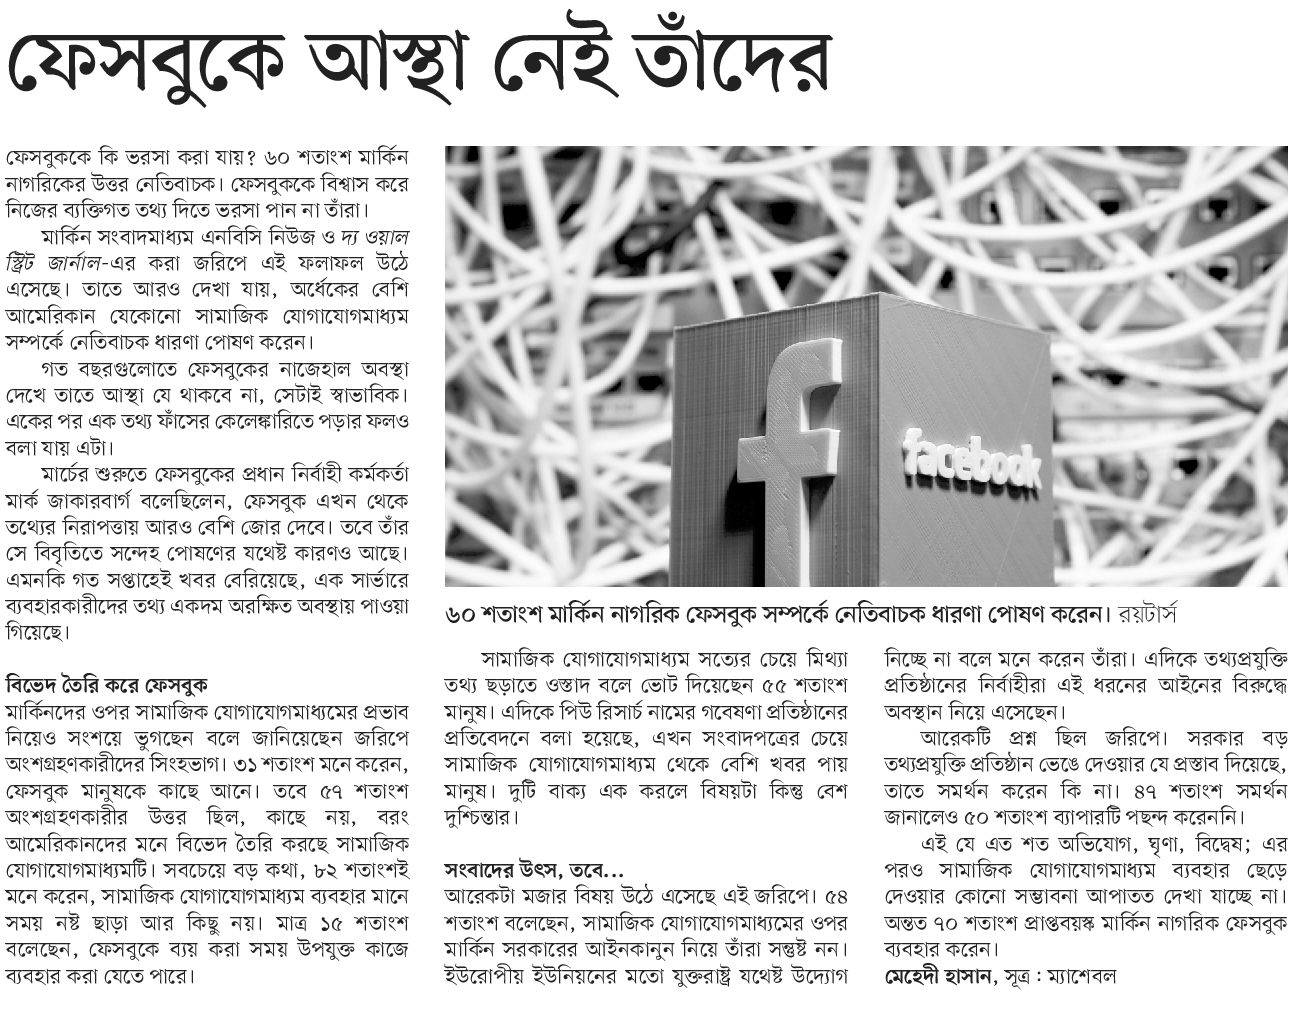 ফেসবুকে আস্থা নেই তাঁদের
ফেসবুককে কি ভরসা করা যায়? ৬০ শতাংশ মার্কিন
নাগরিকের উত্তর নেতিবাচক। ফেসবুককে বিশ্বাস করে
নিজের ব্যক্তিগত তথ্য দিতে ভরসা পান না তাঁরা।
মার্কিন সংবাদমাধ্যম এনবিসি নিউজ ও দ্য ওয়াল
স্ট্রিট জার্নাল-এর করা জরিপে এই ফলাফল উঠে
এসেছে। তাতে আরও দেখা যায়, অর্ধেকের বেশি
আমেরিকান যেকোনো সামাজিক যোগাযোগমাধ্যম
সম্পর্কে নেতিবাচক ধারণা পোষণ করেন।
গত বছরগুলোতে ফেসবুকের নাজেহাল অবস্থা
দেখে তাতে আস্থা যে থাকবে না, সেটাই স্বাভাবিক।
একের পর এক তথ্য ফাঁসের কেলেঙ্কারিতে পড়ার ফলও
বলা যায় এটা।
মার্চের শুরুতে ফেসবুকের প্রধান নির্বাহী কর্মকর্তা
মার্ক জাকারবার্গ বলেছিলেন, ফেসবুক এখন থেকে
তথ্যের নিরাপত্তায় আরও বেশি জোর দেবে। তবে তাঁর
সে বিবৃতিতে সন্দেহ পোষণের যথেষ্ট কারণও আছে।
এমনকি গত সপ্তাহেই খবর বেরিয়েছে, এক সার্ভারে
ব্যবহারকারীদের তথ্য একদম অরক্ষিত অবস্থায় পাওয়া
গিয়েছে।
বিভেদ তৈরি করে ফেসবুক
মার্কিনদের ওপর সামাজিক যোগাযোগমাধ্যমের প্রভাব
নিয়েও সংশয়ে ভুগছেন বলে জানিয়েছেন জরিপে
অংশগ্রহণকারীদের সিংহভাগ। ৩১ শতাংশ মনে করেন,
ফেসবুক মানুষকে কাছে আনে। তবে ৫৭ শতাংশ
অংশগ্রহণকারীর উত্তর ছিল, কাছে নয়, বরং
আমেরিকানদের মনে বিভেদ তৈরি করছে সামাজিক
যোগাযোগমাধ্যমটি। সবচেয়ে বড় কথা, ৮২ শতাংশই
মনে করেন, সামাজিক যোগাযোগমাধ্যম ব্যবহার মানে
সময় নষ্ট ছাড়া আর কিছু নয়। মাত্র ১৫ শতাংশ
বলেছেন, ফেসবুকে ব্যয় করা সময় উপযুক্ত কাজে
ব্যবহার করা যেতে পারে।
f
facebook
৬০ শতাংশ মার্কিন নাগরিক ফেসবুক সম্পর্কে নেতিবাচক ধারণা পোষণ করেন। রয়টার্স
সামাজিক যোগাযোগমাধ্যম সত্যের চেয়ে মিথ্যা
তথ্য ছড়াতে ওস্তাদ বলে ভোট দিয়েছেন ৫৫ শতাংশ
মানুষ। এদিকে পিউ রিসার্চ নামের গবেষণা প্রতিষ্ঠানের
প্রতিবেদনে বলা হয়েছে, এখন সংবাদপত্রের চেয়ে
সামাজিক যোগাযোগমাধ্যম থেকে বেশি খবর পায়
মানুষ। দুটি বাক্য এক করলে বিষয়টা কিন্তু বেশ
দুশ্চিন্তার।
সংবাদের উৎস, তবে...
আরেকটা মজার বিষয় উঠে এসেছে এই জরিপে। ৫৪
শতাংশ বলেছেন, সামাজিক যোগাযোগমাধ্যমের ওপর
মার্কিন সরকারের আইনকানুন নিয়ে তাঁরা সন্তুষ্ট নন।
ইউরোপীয় ইউনিয়নের মতো যুক্তরাষ্ট্র যথেষ্ট উদ্যোগ
নিচ্ছে না বলে মনে করেন তাঁরা। এদিকে তথ্যপ্রযুক্তি
প্রতিষ্ঠানের নির্বাহীরা এই ধরনের আইনের বিরুদ্ধে
অবস্থান নিয়ে এসেছেন।
আরেকটি প্রশ্ন ছিল জরিপে। সরকার বড়
তথ্যপ্রযুক্তি প্রতিষ্ঠান ভেঙে দেওয়ার যে প্রস্তাব দিয়েছে,
তাতে সমর্থন করেন কি না। ৪৭ শতাংশ সমর্থন
জানালেও ৫০ শতাংশ ব্যাপারটি পছন্দ করেননি।
এই যে এত শত অভিযোগ, ঘৃণা, বিদ্বেষ; এর
পরও সামাজিক যোগাযোগমাধ্যম ব্যবহার ছেড়ে
দেওয়ার কোনো সম্ভাবনা আপাতত দেখা যাচ্ছে না।
অন্তত ৭০ শতাংশ প্রাপ্তবয়স্ক মার্কিন নাগরিক ফেসবুক
ব্যবহার করেন।
মেহেদী হাসান, সূত্র : ম্যাশেবল